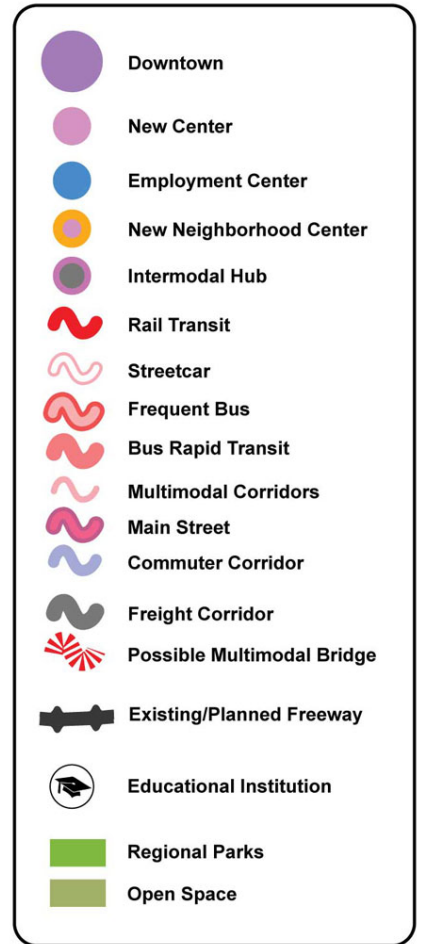 Downtown
New Center
Employment Center
New Neighborhood Center
Intermodal Hub
Rail Transit
Streetcar
Frequent Bus
Bus Rapid Transit
Multimodal Corridors
Main Street
Commuter Corridor
Freight Corridor
Possible Multimodal Bridge
Existing/Planned Freeway
Educational Institution
Regional Parks
Open Space